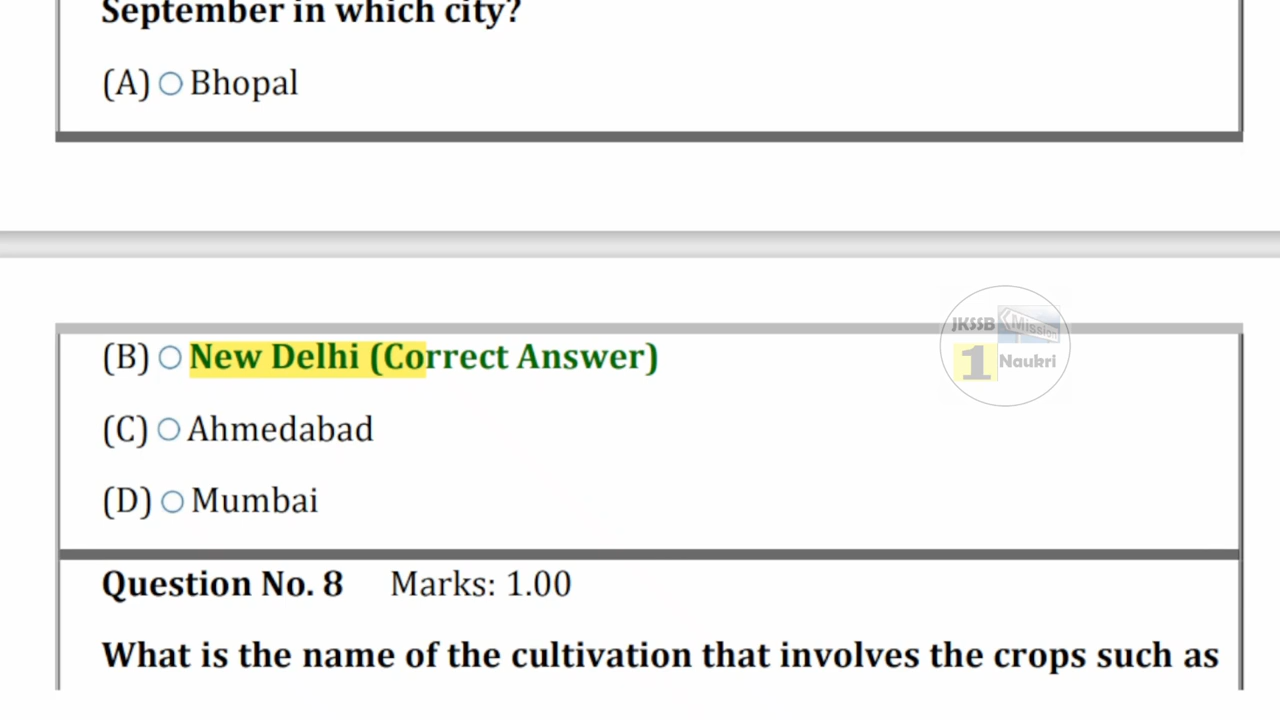 September in which city?
(A) Bhopal
(B) New Delhi (Correct Answer)
(C) Ahmedabad
(D) Mumbai
Question No. 8 Marks: 1.00
What is the name of the cultivation that involves the crops such as
JKSSB Mission
1 Naukri